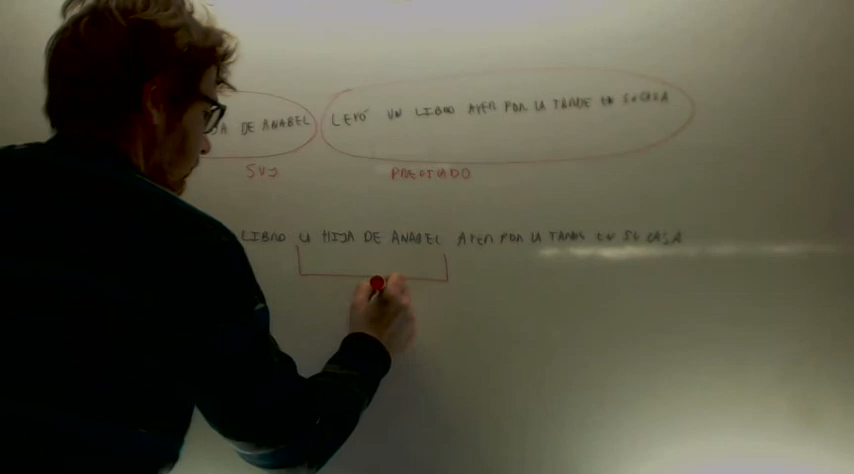 DE ANABEL LEYÓ UN LIBRO AYER POR LA TARDE EN SU CASA
SUJ PREDICADO
LIBRO LA HIJA DE ANABEL AYER POR LA TARDE EN SU CASA